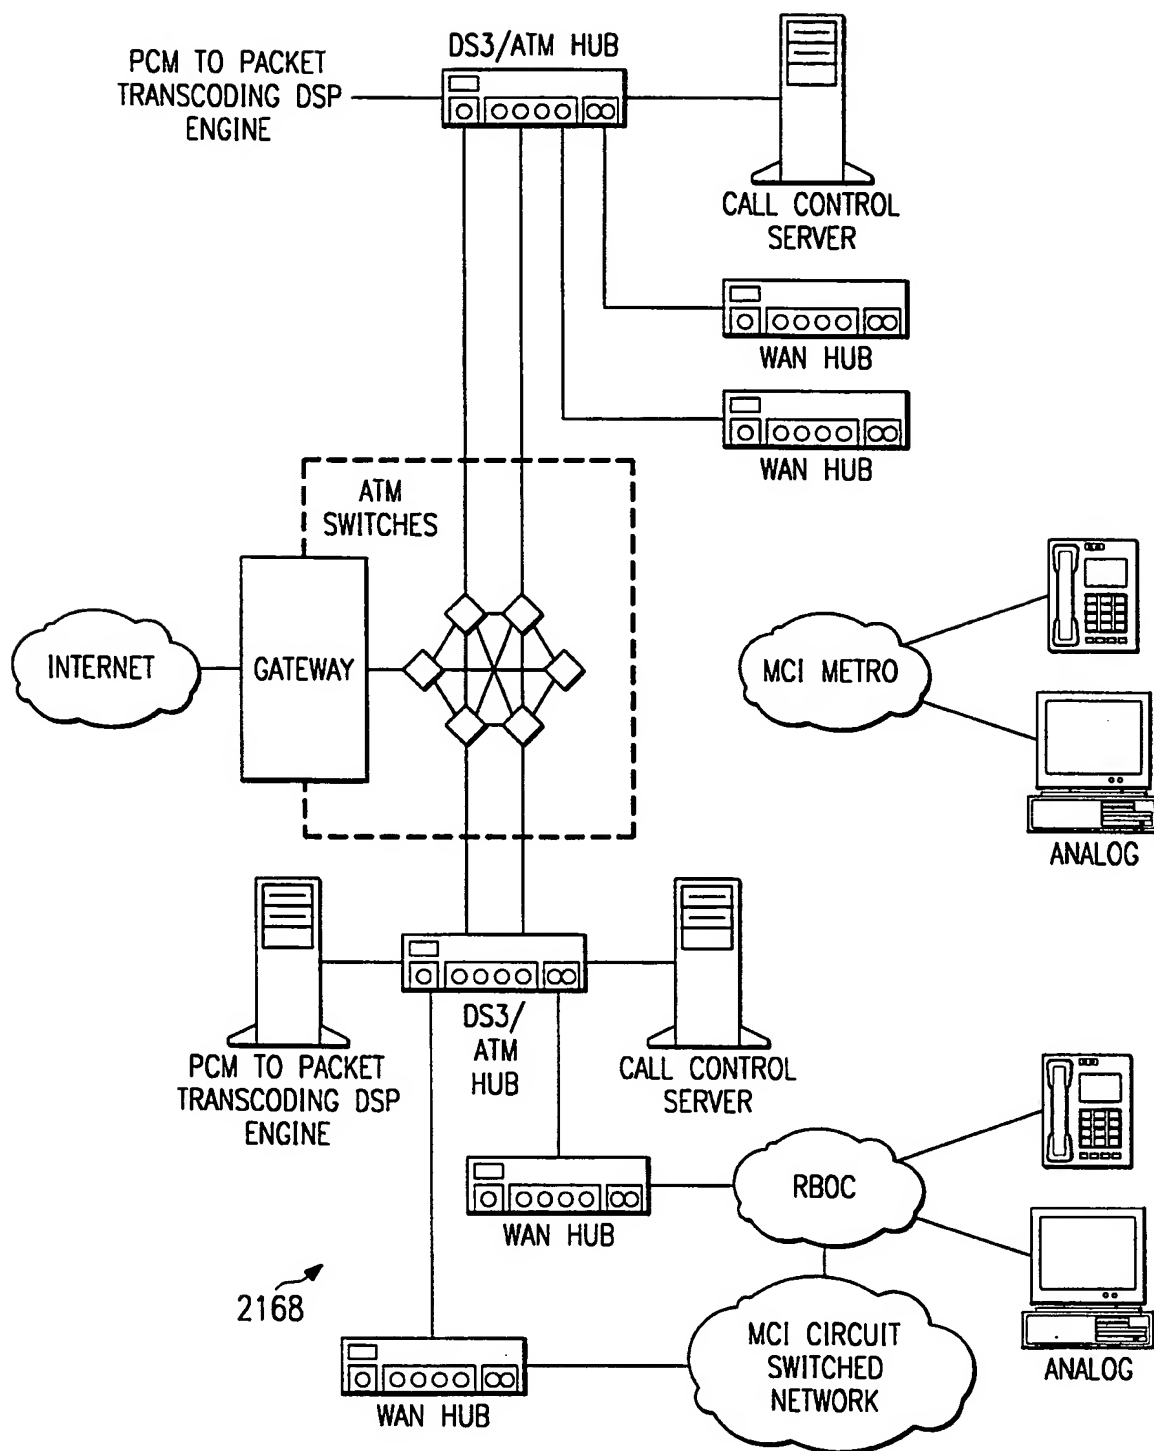 DS3/ATM HUB
PCM TO PACKET
TRANSCODING DSP
ENGINE
CALL CONTROL
SERVER
WAN HUB
WAN HUB
ATM
SWITCHES
INTERNET
GATEWAY
MCI METRO
ANALOG
DS3/
ATM
HUB
PCM TO PACKET
TRANSCODING DSP
ENGINE
CALL CONTROL
SERVER
RBOC
WAN HUB
2168
MCI CIRCUIT
SWITCHED
NETWORK
ANALOG
WAN HUB